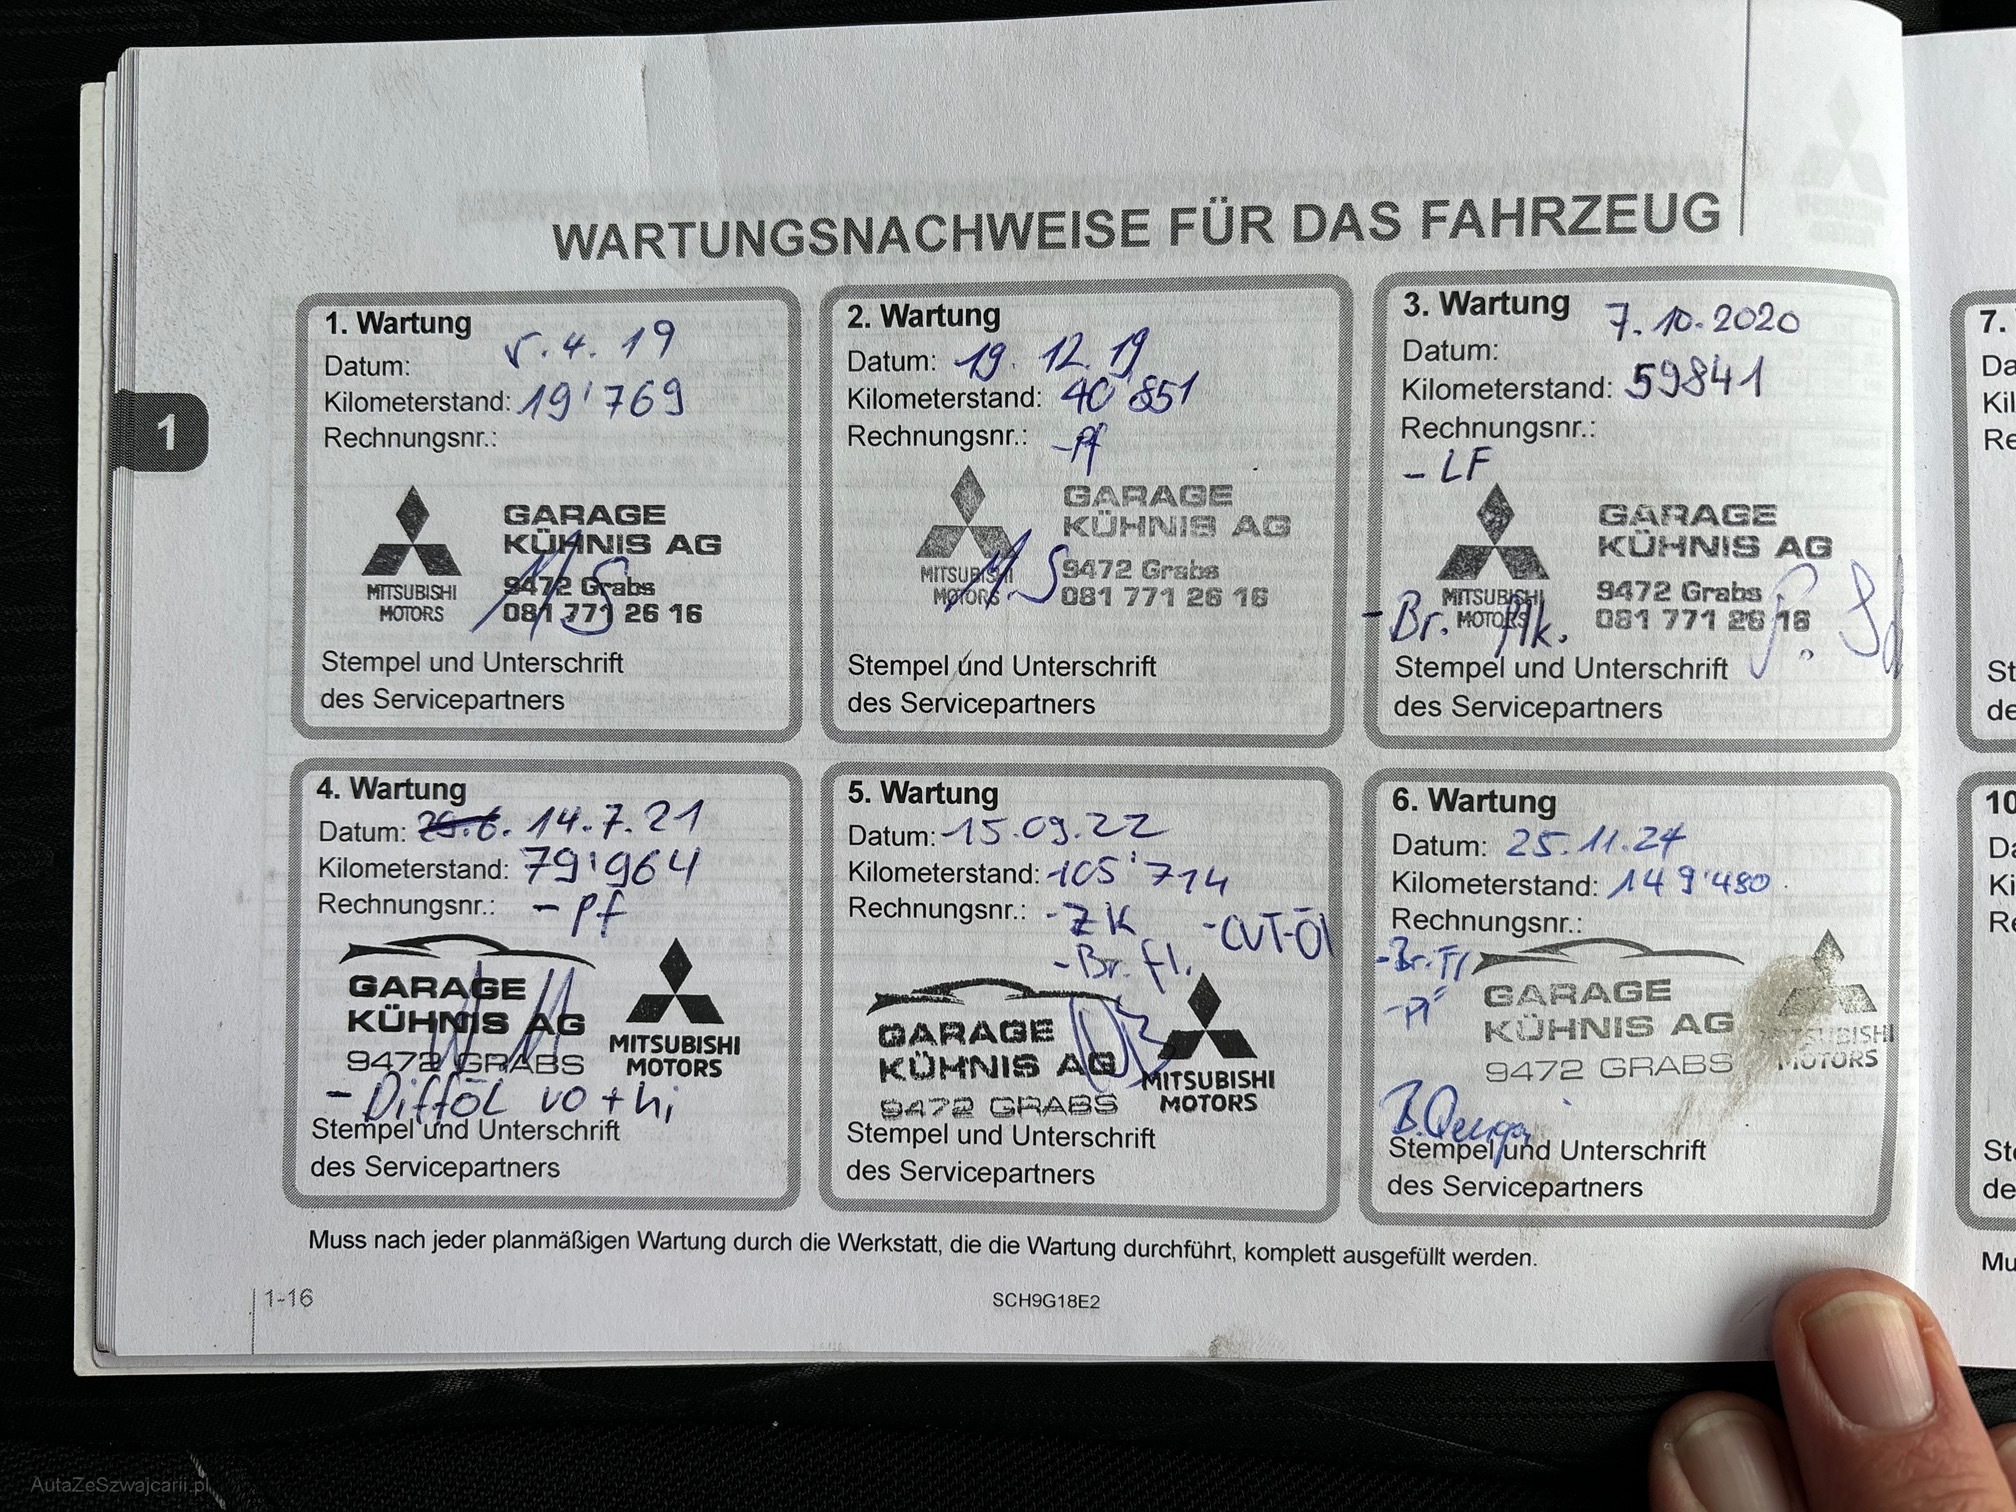 WARTUNGSNACHWEISE FÜR DAS FAHRZEUG
1
1. Wartung
Datum: 5.4.19
Kilometerstand: 19'769
Rechnungsnr.:
MITSUBISHI
MOTORS
GARAGE
KÜHNIS AG
9472 Grabs
081 771 26 16
Stempel und Unterschrift
des Servicepartners
2. Wartung
Datum: 19.12.19
Kilometerstand: 40'851
Rechnungsnr.: -Pf
MITSUBISHI
MOTORS
GARAGE
KÜHNIS AG
9472 Grabs
081 771 26 16
Stempel und Unterschrift
des Servicepartners
3. Wartung
7.10.2020
Datum:
Kilometerstand: 59841
Rechnungsnr.:
- LF
MITSUBISHI
MOTORS
GARAGE
KÜHNIS AG
9472 Grabs
081 771 26 16
- Br.
Stempel und Unterschrift
des Servicepartners
4. Wartung
Datum: 14.7.21
Kilometerstand: 79'964
Rechnungsnr.: - Pf
GARAGE
KÜHNIS AG
9472 GRABS
MITSUBISHI
MOTORS
- Difföl vo + hi
Stempel und Unterschrift
des Servicepartners
5. Wartung
Datum: 15.09.22
Kilometerstand: 105'714
Rechnungsnr.: - ZK - CVT-Öl
- Br. fl.
GARAGE
KÜHNIS AG
9472 GRABS
MITSUBISHI
MOTORS
Stempel und Unterschrift
des Servicepartners
6. Wartung
Datum: 25.11.24
Kilometerstand: 149'480
Rechnungsnr.:
- Br. Fl
- Pf
GARAGE
KÜHNIS AG
9472 GRABS
MITSUBISHI
MOTORS
Stempel und Unterschrift
des Servicepartners
Muss nach jeder planmäßigen Wartung durch die Werkstatt, die die Wartung durchführt, komplett ausgefüllt werden.
1-16
SCH9G18E2
7.
10
AutaZeSzwajcarii.pl